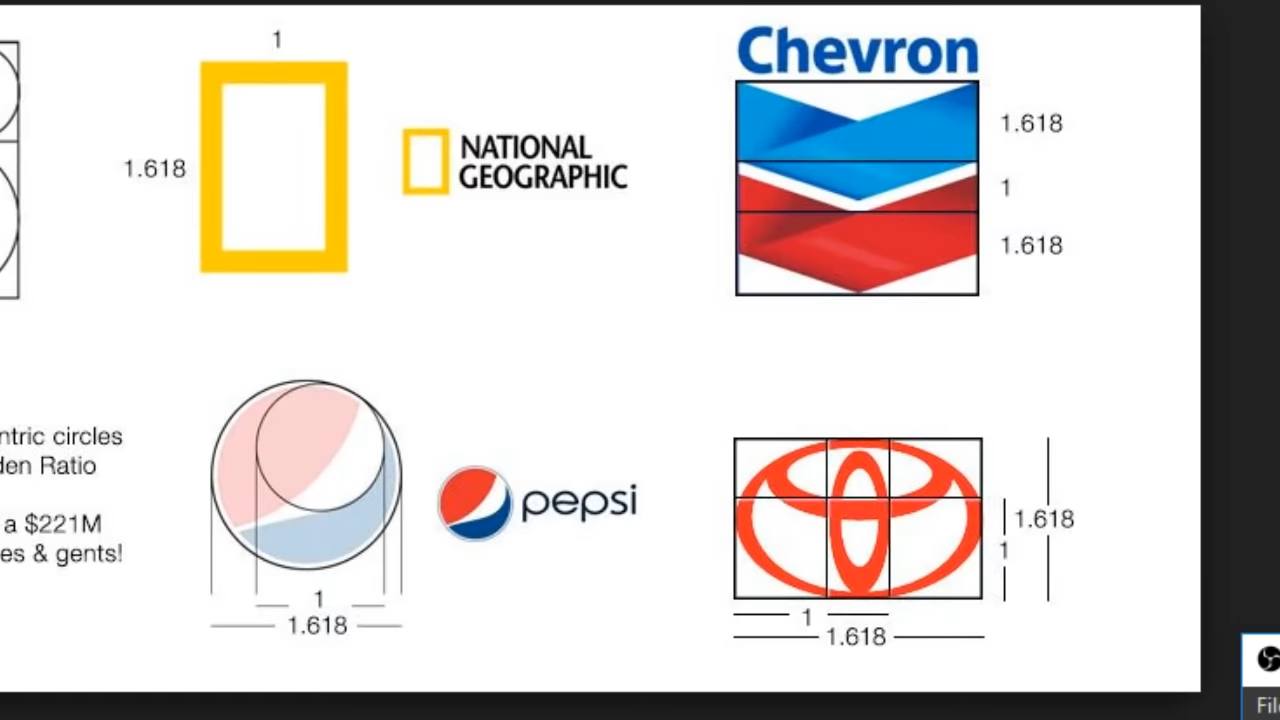 1
1.618
NATIONAL
GEOGRAPHIC
Chevron
1.618
1
1.618
ntric circles
den Ratio
a $221M
es & gents!
pepsi
1
1.618
1.618
1
1
1.618
File